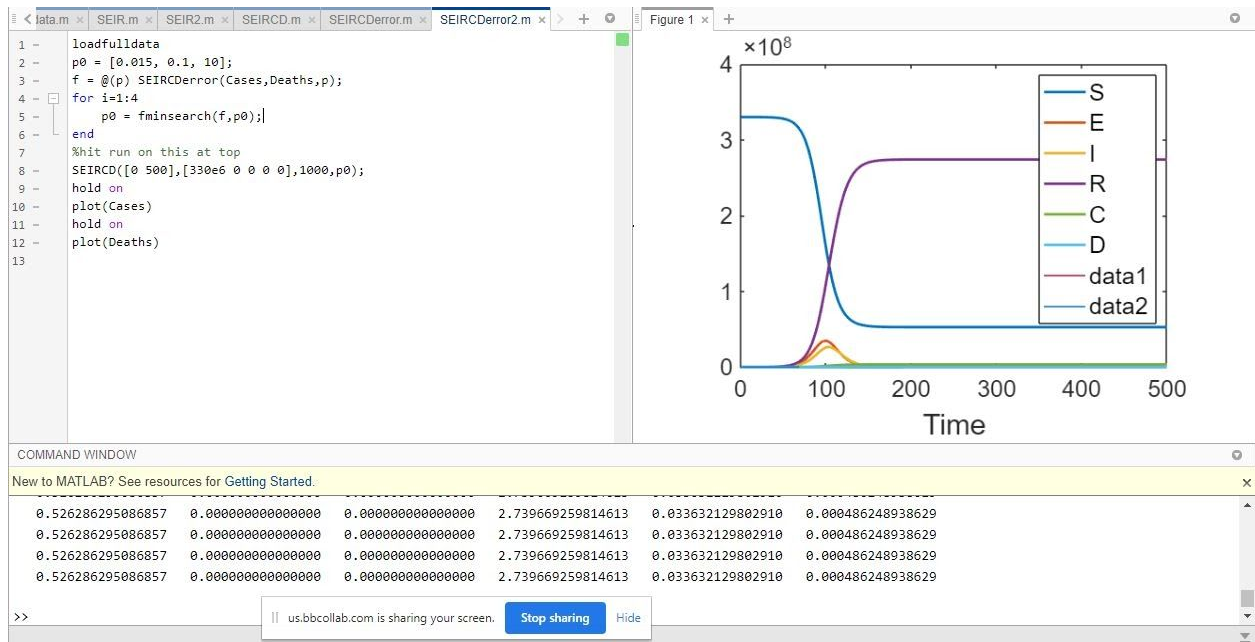 data.m × SEIR.m × SEIR2.m × SEIRCD.m × SEIRCDerror.m × SEIRCDerror2.m ×
1 loadfulldata
2 p0 = [0.015, 0.1, 10];
3 f = @(p) SEIRCDerror(Cases,Deaths,p);
4 for i=1:4
5 p0 = fminsearch(f,p0);
6 end
7 %hit run on this at top
8 SEIRCD([0 500],[330e6 0 0 0 0],1000,p0);
9 hold on
10 plot(Cases)
11 hold on
12 plot(Deaths)
13
Figure 1 ×
×10⁸
4
3
2
1
0
0 100 200 300 400 500
Time
S
E
I
R
C
D
data1
data2
COMMAND WINDOW
New to MATLAB? See resources for Getting Started.
0.526286295086857 0.000000000000000 0.000000000000000 2.739669259814613 0.033632129802910 0.000486248938629
0.526286295086857 0.000000000000000 0.000000000000000 2.739669259814613 0.033632129802910 0.000486248938629
0.526286295086857 0.000000000000000 0.000000000000000 2.739669259814613 0.033632129802910 0.000486248938629
0.526286295086857 0.000000000000000 0.000000000000000 2.739669259814613 0.033632129802910 0.000486248938629
>>
us.bbcollab.com is sharing your screen. Stop sharing Hide